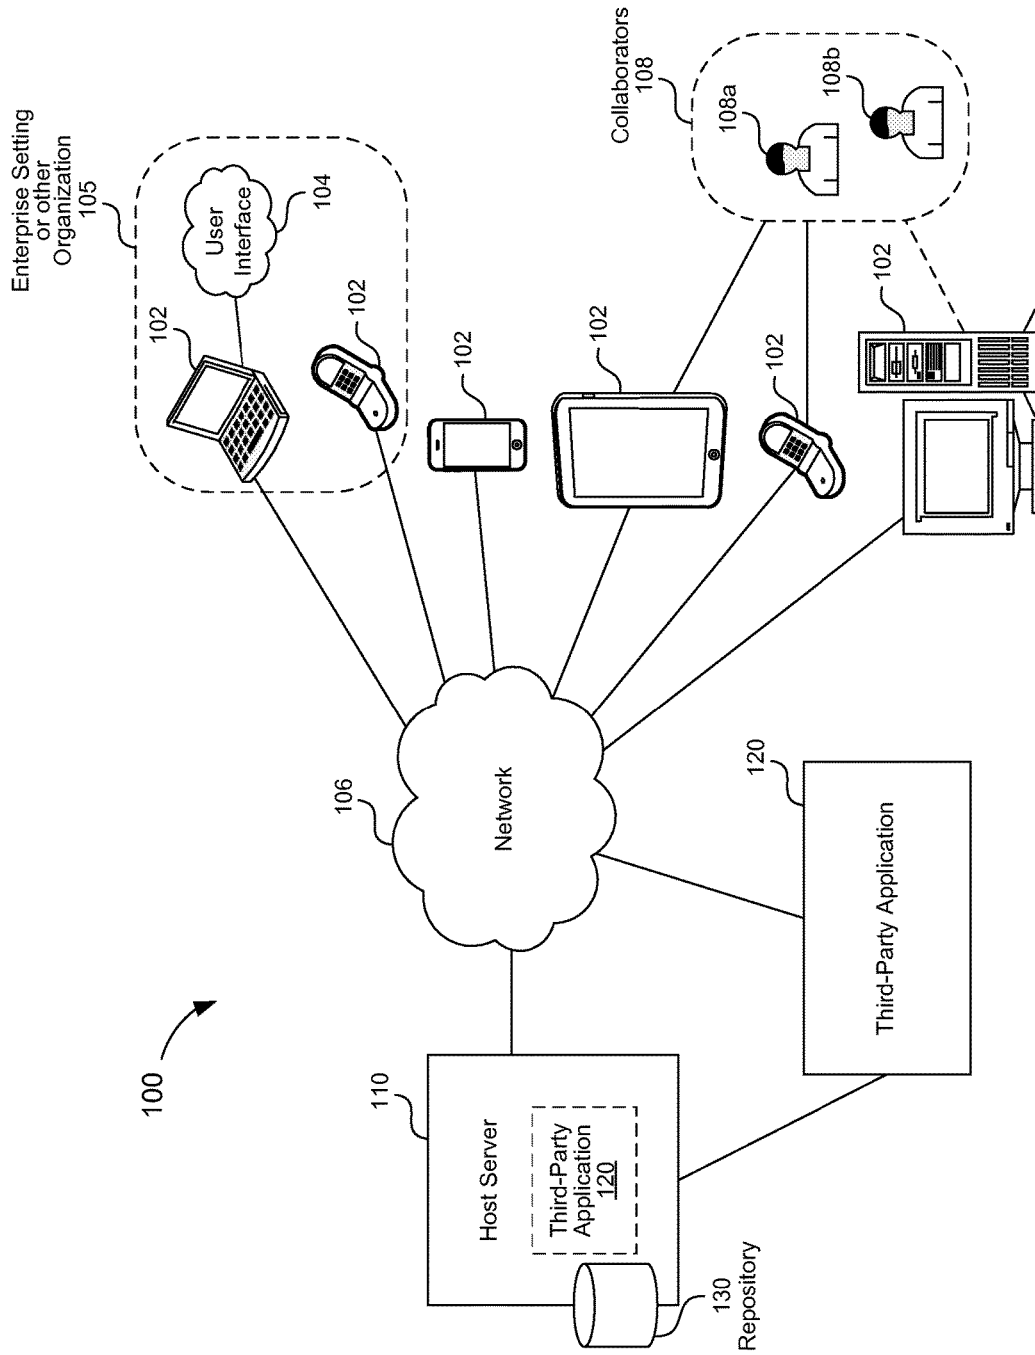 100
Enterprise Setting
or other
Organization
105
102
User
Interface
104
102
102
102
102
102
Collaborators
108
108a
108b
106
Network
110
Host Server
Third-Party
Application
120
130
Repository
120
Third-Party Application